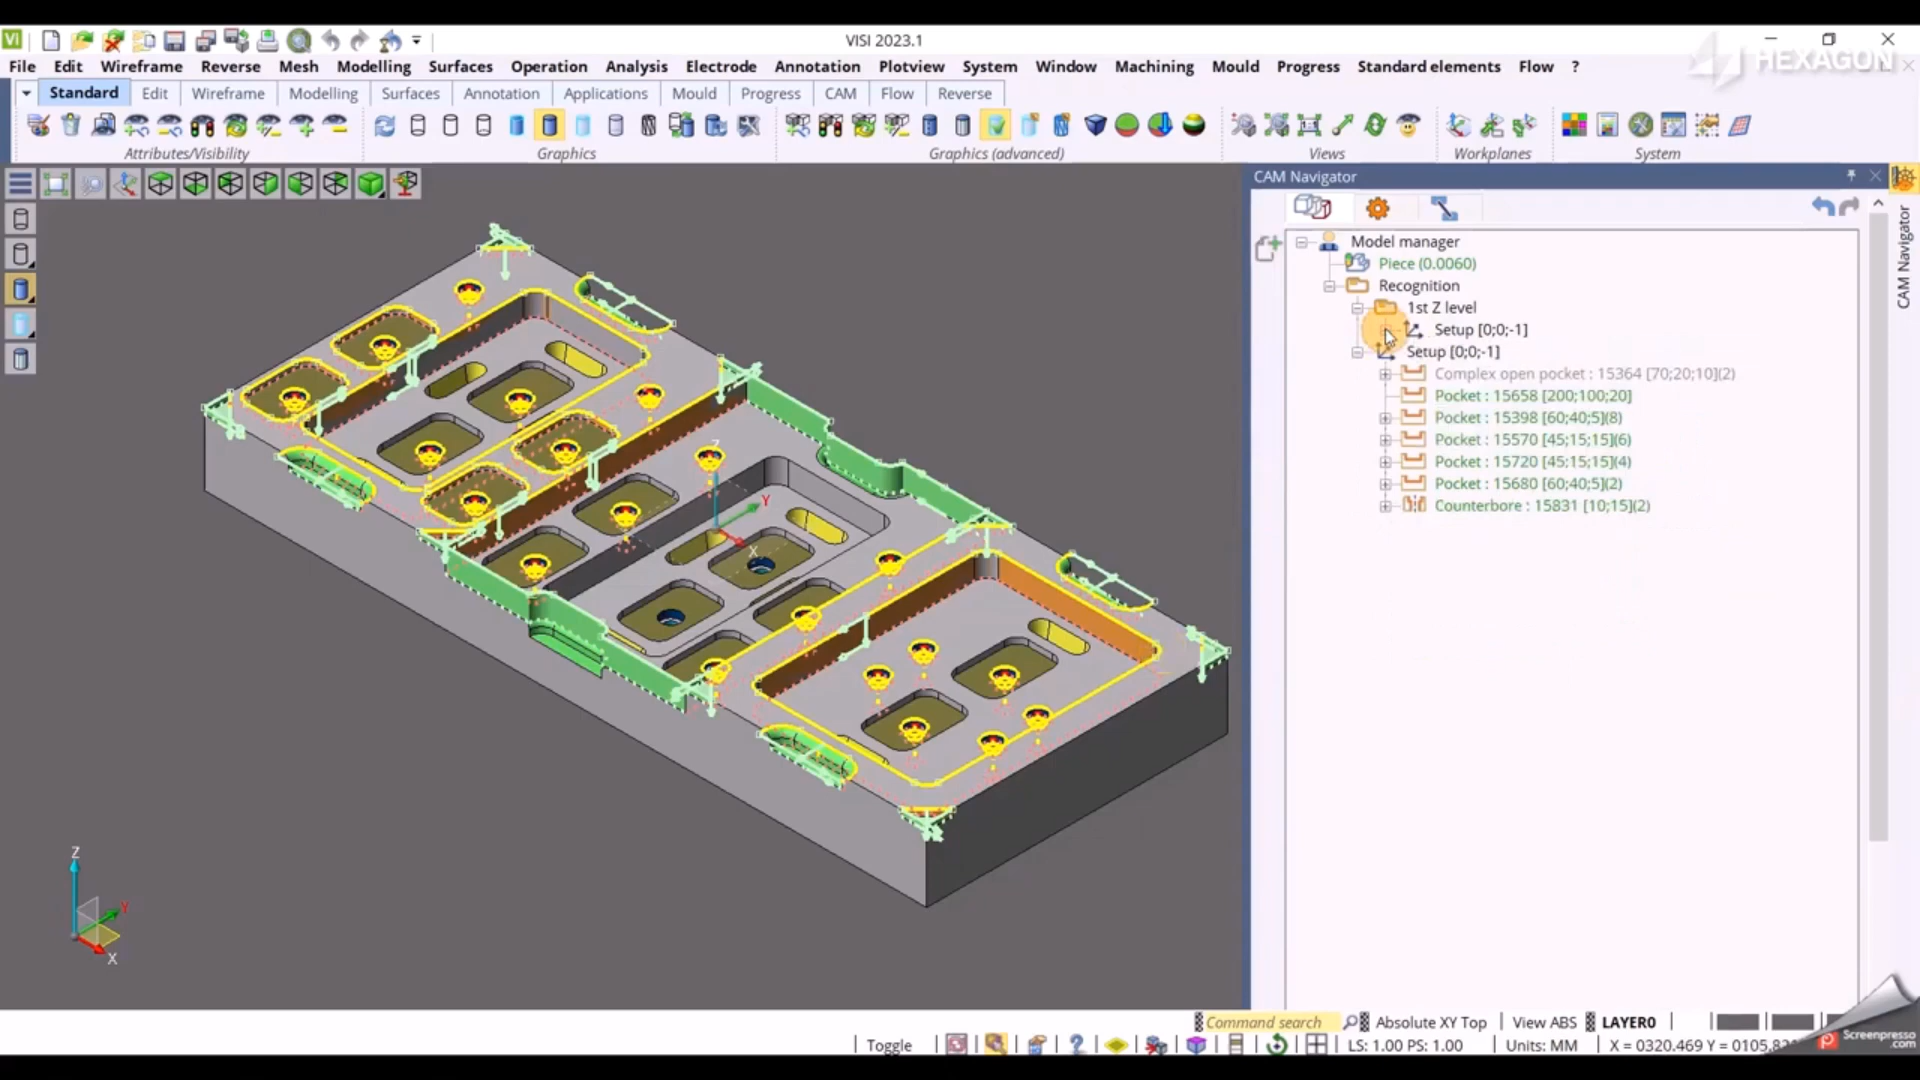 VISI 2023.1
HEXAGON
File Edit Wireframe Reverse Mesh Modelling Surfaces Operation Analysis Electrode Annotation Plotview System Window Machining Mould Progress Standard elements Flow ?
Standard Edit Wireframe Modelling Surfaces Annotation Applications Mould Progress CAM Flow Reverse
Attributes/Visibility Graphics Graphics (advanced) Views Workplanes System
CAM Navigator
CAM Navigator
Model manager
Piece (0.0060)
Recognition
1st Z level
Setup [0;0;-1]
Setup [0;0;-1]
Complex open pocket : 15364 [70;20;10](2)
Pocket : 15658 [200;100;20]
Pocket : 15398 [60;40;5](8)
Pocket : 15570 [45;15;15](6)
Pocket : 15720 [45;15;15](4)
Pocket : 15680 [60;40;5](2)
Counterbore : 15831 [10;15](2)
Z
Y
X
Z
Y
X
Command search Absolute XY Top View ABS LAYER0
Toggle LS: 1.00 PS: 1.00 Units: MM X = 0320.469 Y = 0105.
Screenpresso
.com